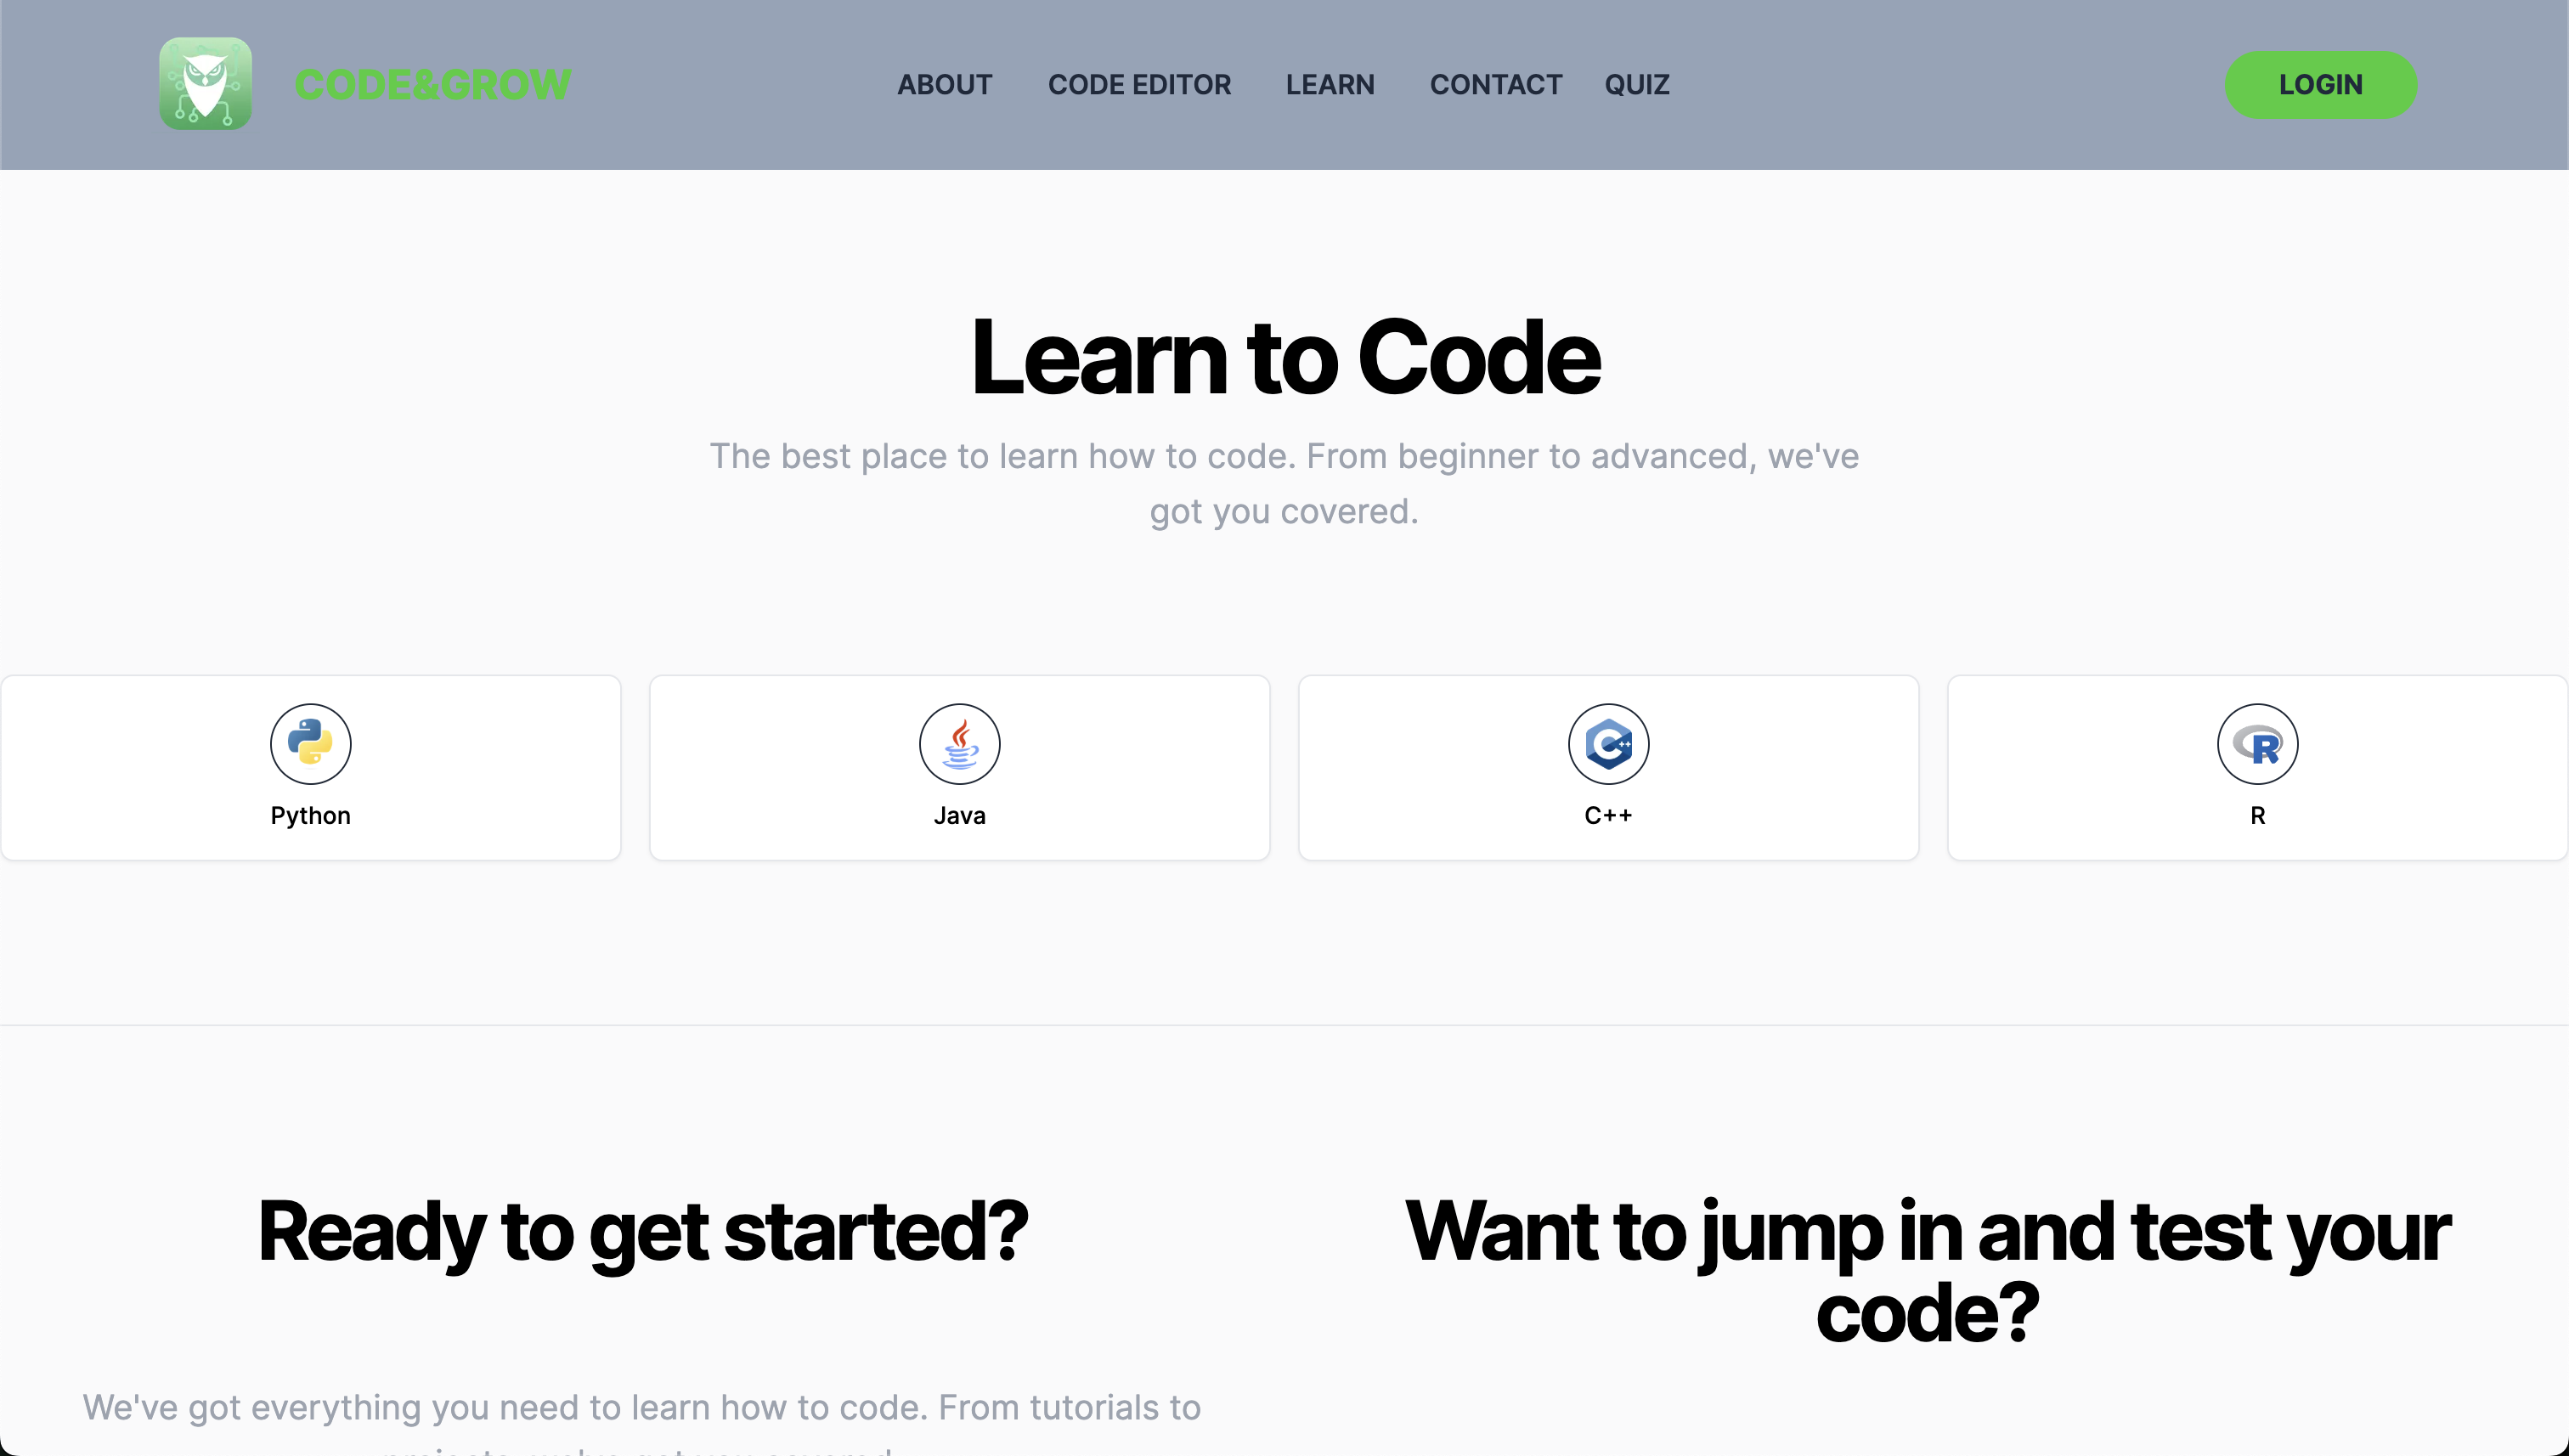 CODE&GROW
ABOUT
CODE EDITOR
LEARN
CONTACT
QUIZ
LOGIN
Learn to Code
The best place to learn how to code. From beginner to advanced, we've
got you covered.
Python
Java
C++
R
Ready to get started?
Want to jump in and test your
code?
We've got everything you need to learn how to code. From tutorials to